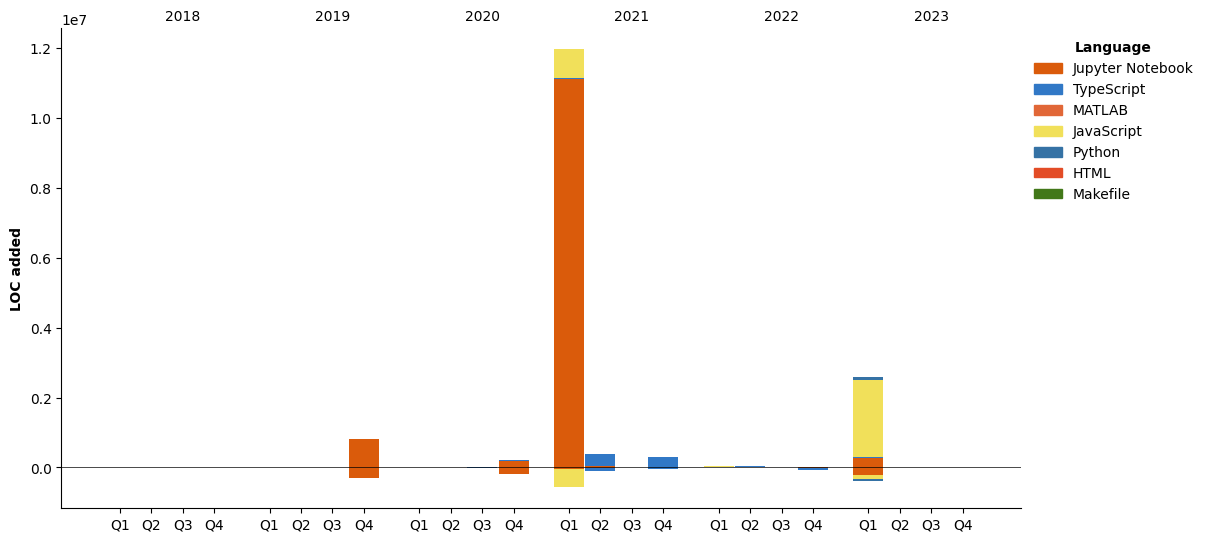 1e7
2018 2019 2020 2021 2022 2023
1.2
1.0
0.8
0.6
0.4
0.2
0.0
LOC added
Q1 Q2 Q3 Q4 Q1 Q2 Q3 Q4 Q1 Q2 Q3 Q4 Q1 Q2 Q3 Q4 Q1 Q2 Q3 Q4 Q1 Q2 Q3 Q4
Language
Jupyter Notebook
TypeScript
MATLAB
JavaScript
Python
HTML
Makefile